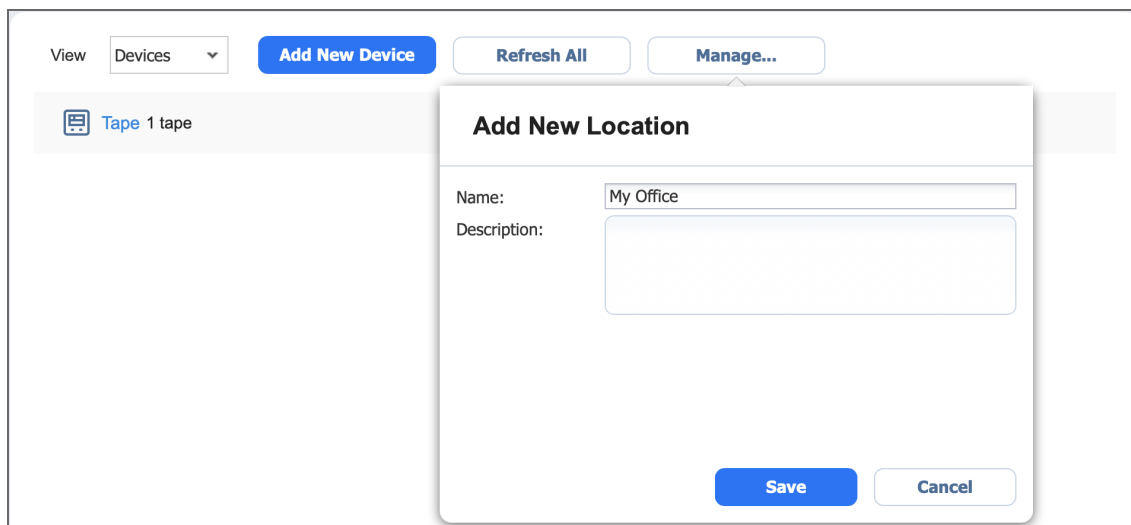 View Devices Add New Device Refresh All Manage...
Tape 1 tape
Add New Location
Name: My Office
Description:
Save Cancel